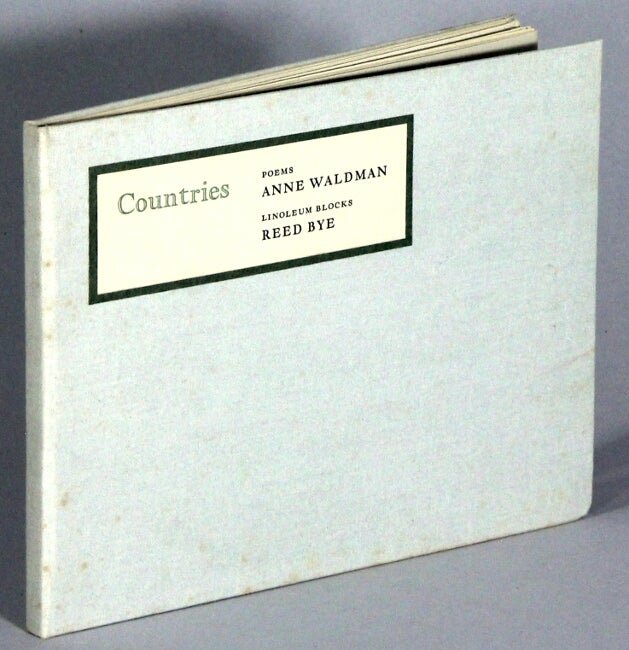 Countries
POEMS
ANNE WALDMAN
LINOLEUM BLOCKS
REED BYE